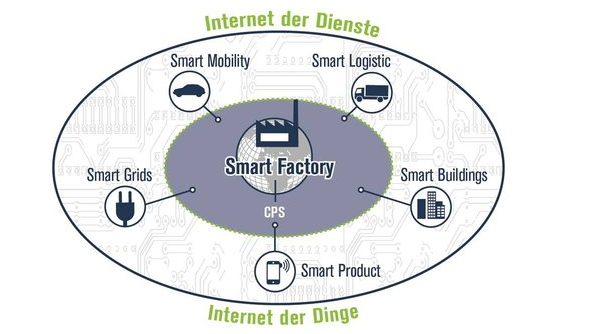 Internet der Dienste
Smart Mobility
Smart Logistic
Smart Factory
Smart Grids
Smart Buildings
CPS
Smart Product
Internet der Dinge